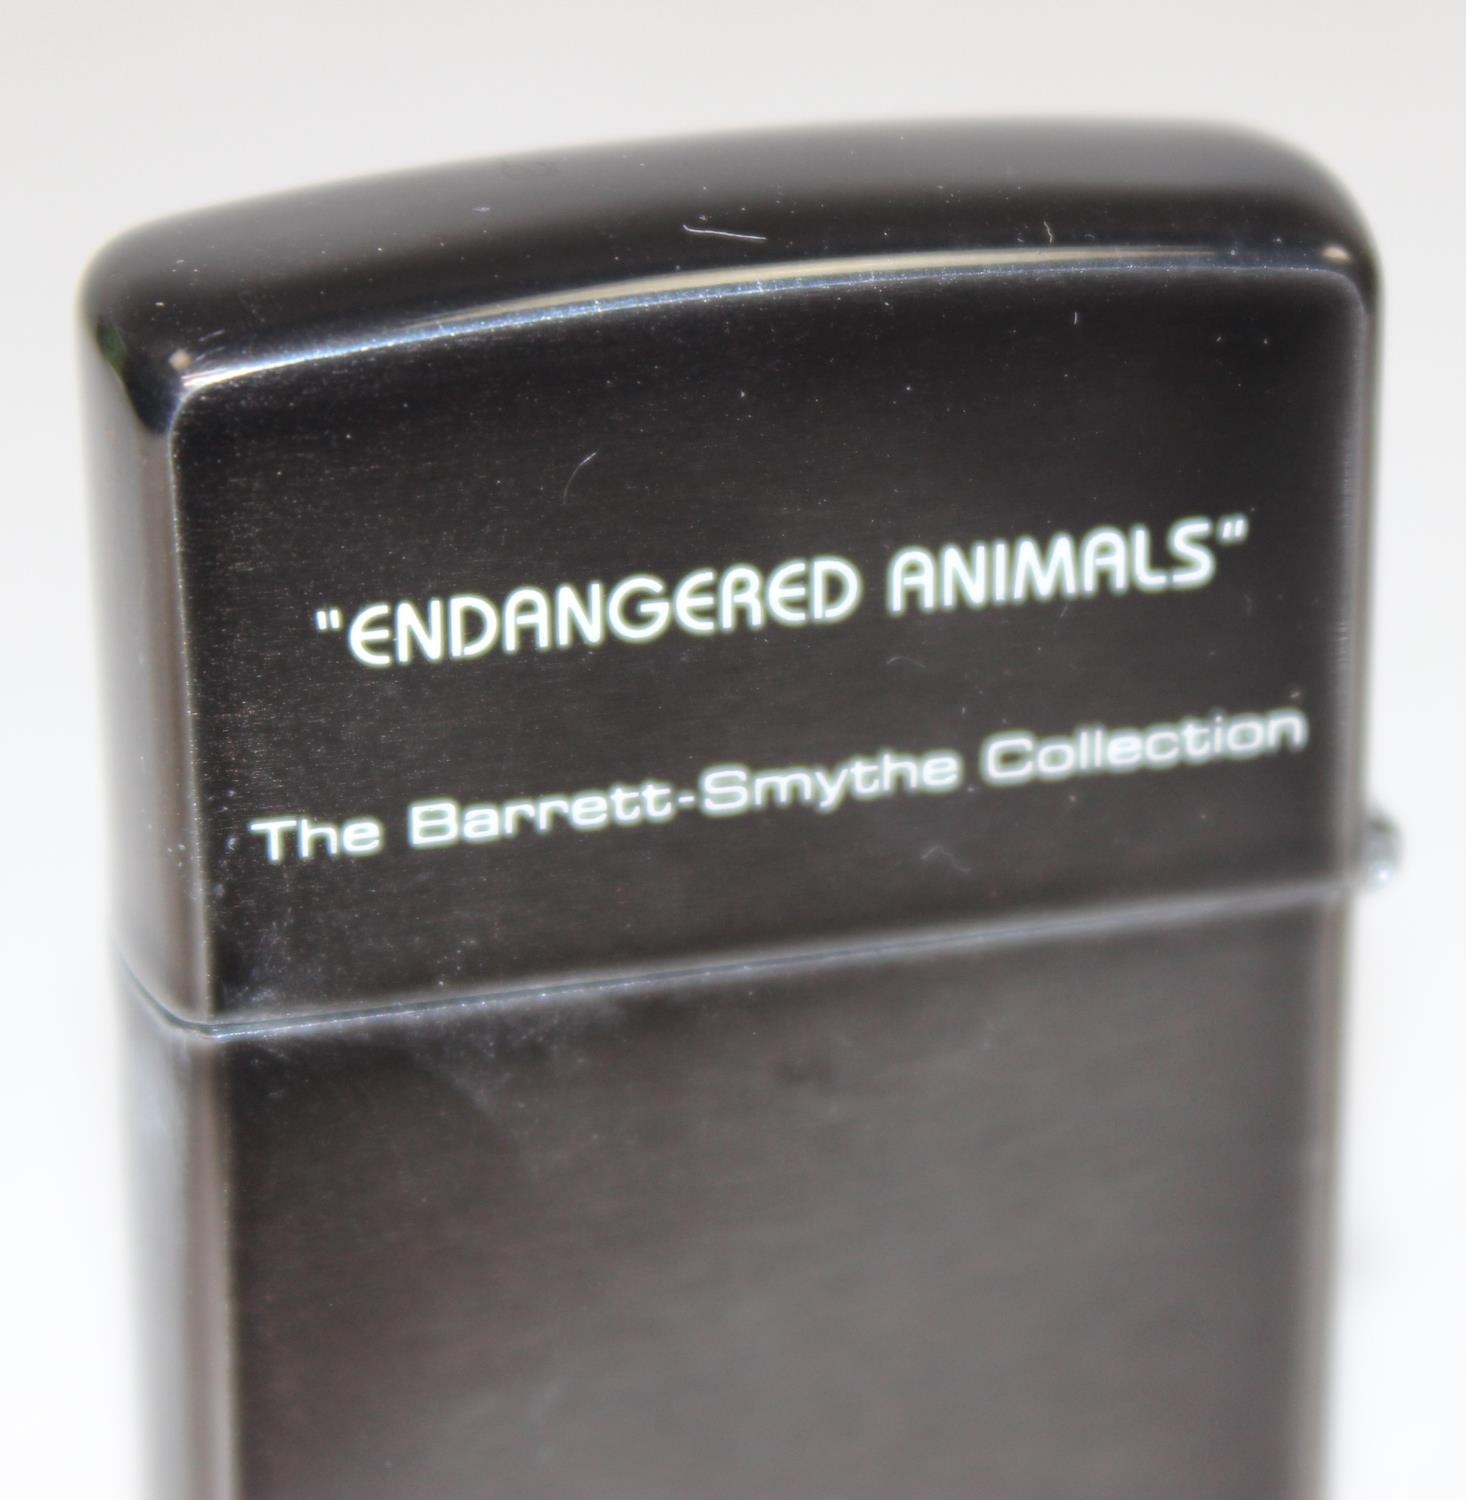 "ENDANGERED ANIMALS"
The Barrett-Smythe Collection